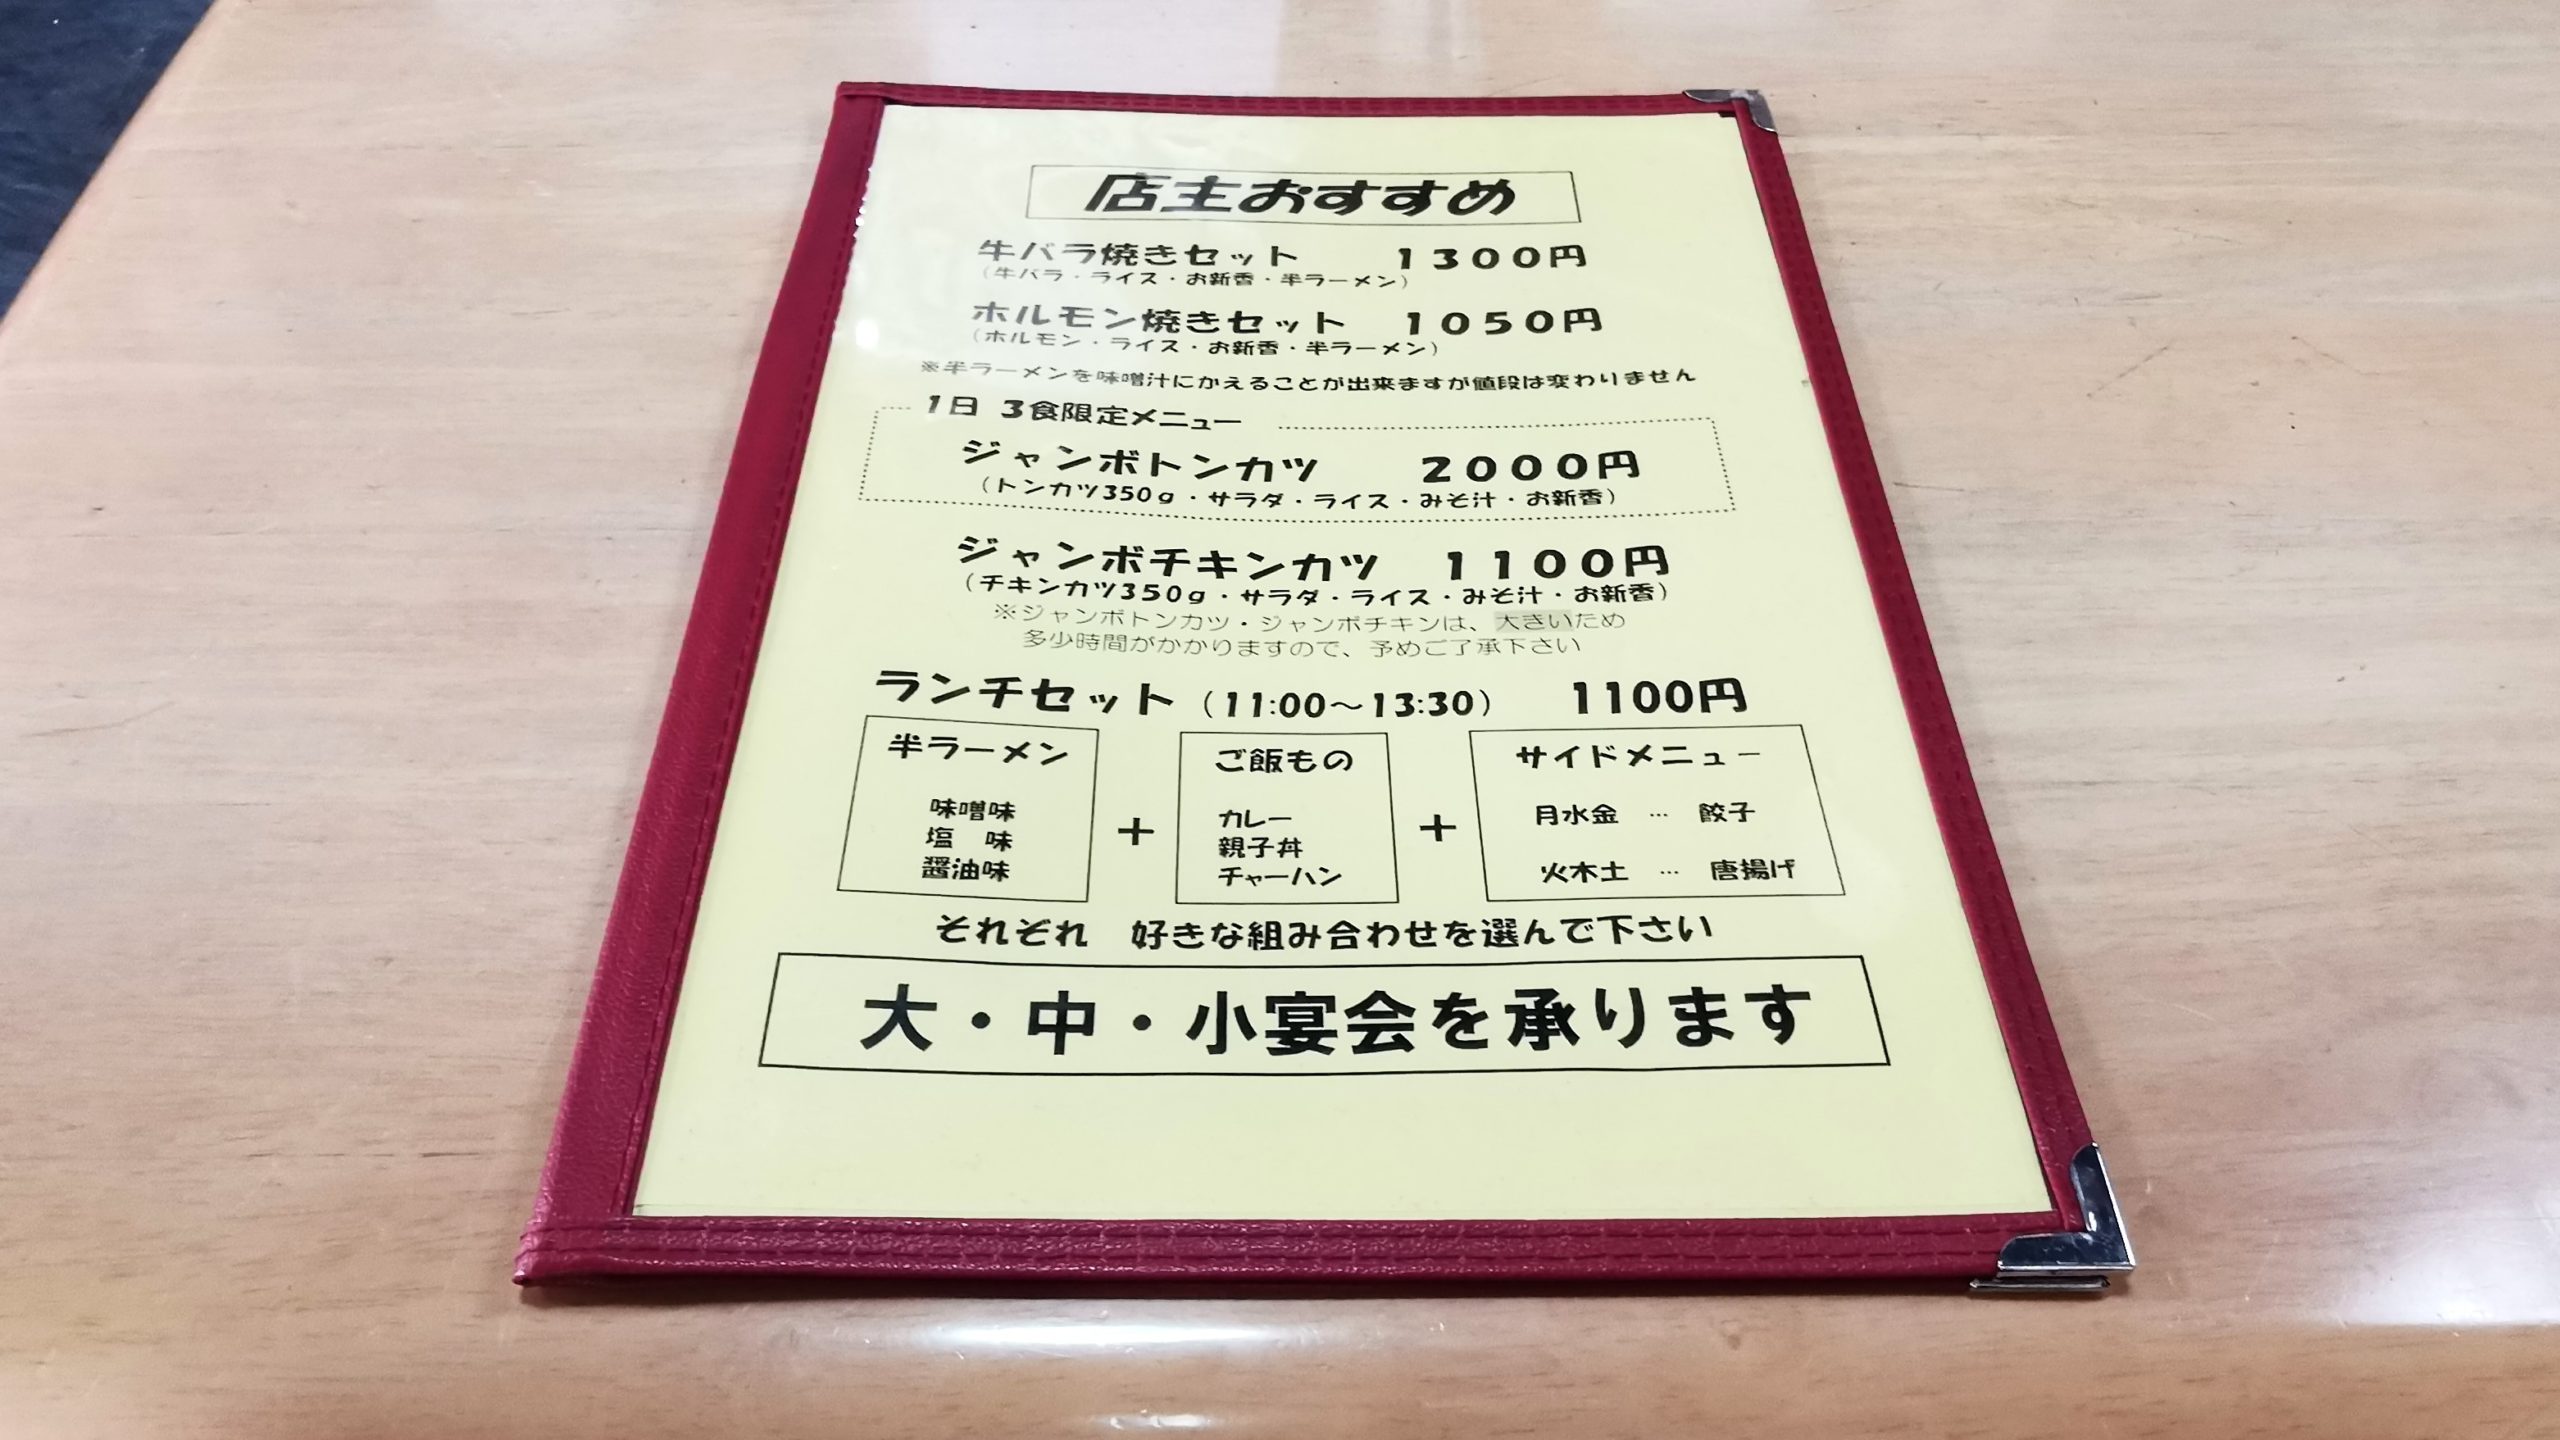 店主おすすめ
牛バラ焼きセット　1300円
（牛バラ・ライス・お新香・半ラーメン）
ホルモン焼きセット　1050円
（ホルモン・ライス・お新香・半ラーメン）
※半ラーメンを味噌汁にかえることが出来ますが値段は変わりません
1日 3食限定メニュー
ジャンボトンカツ　2000円
（トンカツ350g・サラダ・ライス・みそ汁・お新香）
ジャンボチキンカツ　1100円
（チキンカツ350g・サラダ・ライス・みそ汁・お新香）
※ジャンボトンカツ・ジャンボチキンは、大きいため
多少時間がかかりますので、予めご了承下さい
ランチセット（11:00～13:30）　1100円
半ラーメン
味噌味
塩　味
醤油味
+
ご飯もの
カレー
親子丼
チャーハン
+
サイドメニュー
月水金 … 餃子
火木土 … 唐揚げ
それぞれ　好きな組み合わせを選んで下さい
大・中・小宴会を承ります